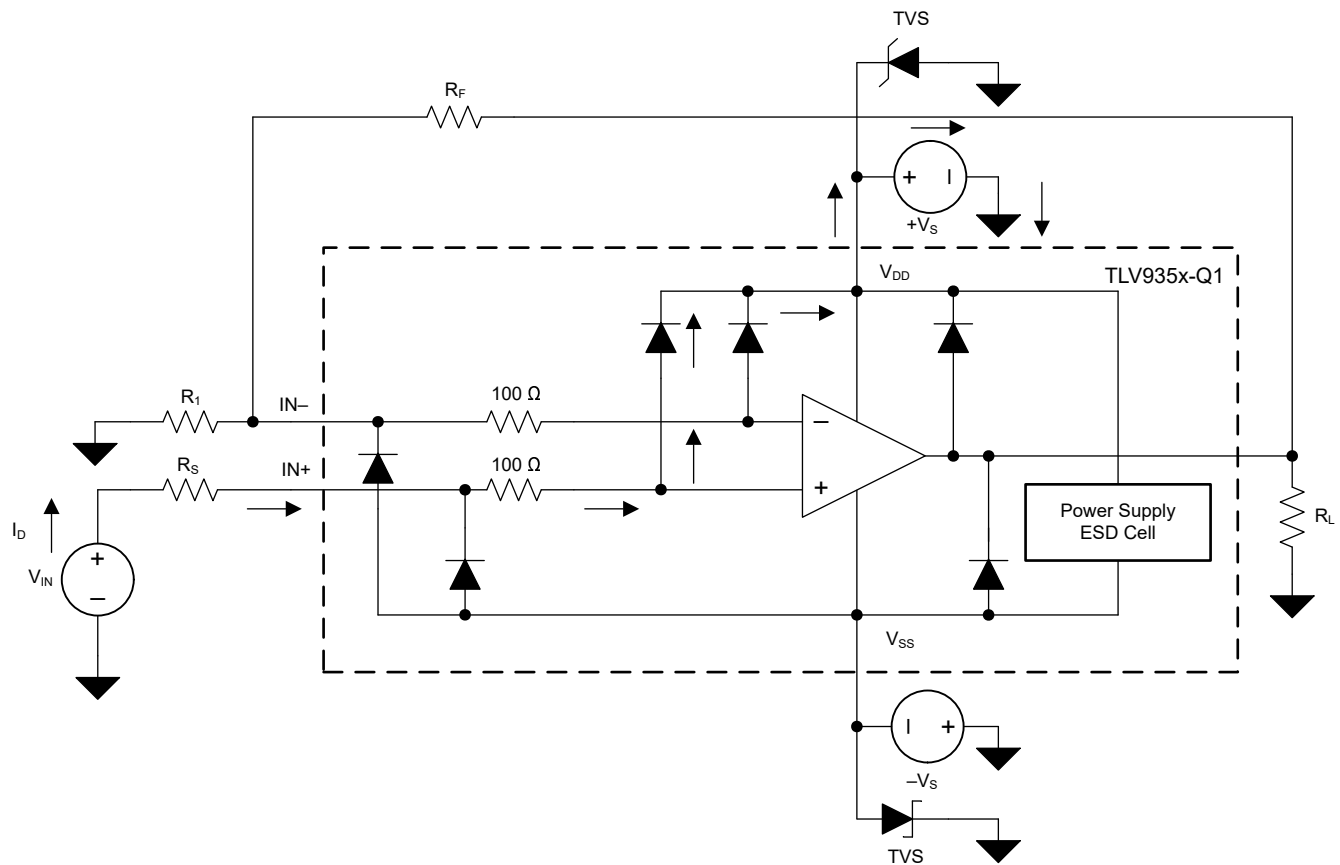 TVS
R_F
+ –
+V_S
V_DD
TLV935x-Q1
R_1
IN–
100 Ω
–
R_S
IN+
100 Ω
+
Power Supply
ESD Cell
R_L
I_D
+
V_IN
–
V_SS
– +
–V_S
TVS